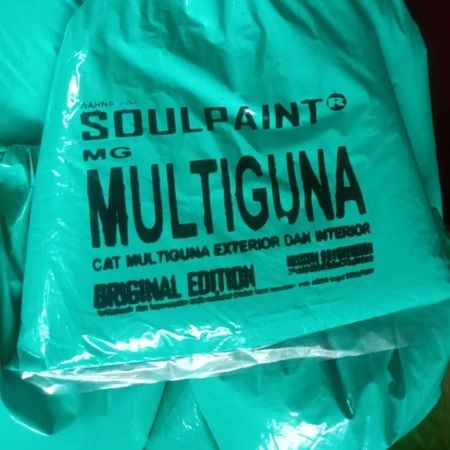 SOULPAINT®
MG
MULTIGUNA
CAT MULTIGUNA EXTERIOR DAN INTERIOR
ORIGINAL EDITION